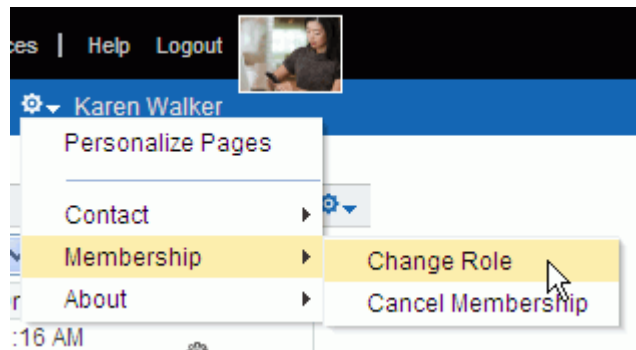 ces | Help Logout
Karen Walker
Personalize Pages
Contact
Membership
Change Role
About
Cancel Membership
:16 AM